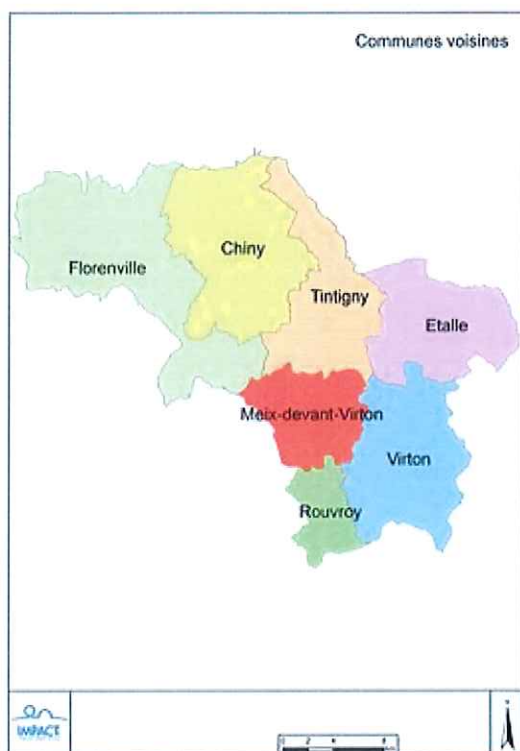 Communes voisines
Chiny
Florenville
Tintigny
Etalle
Meix-devant-Virton
Virton
Rouvroy
IMPACT